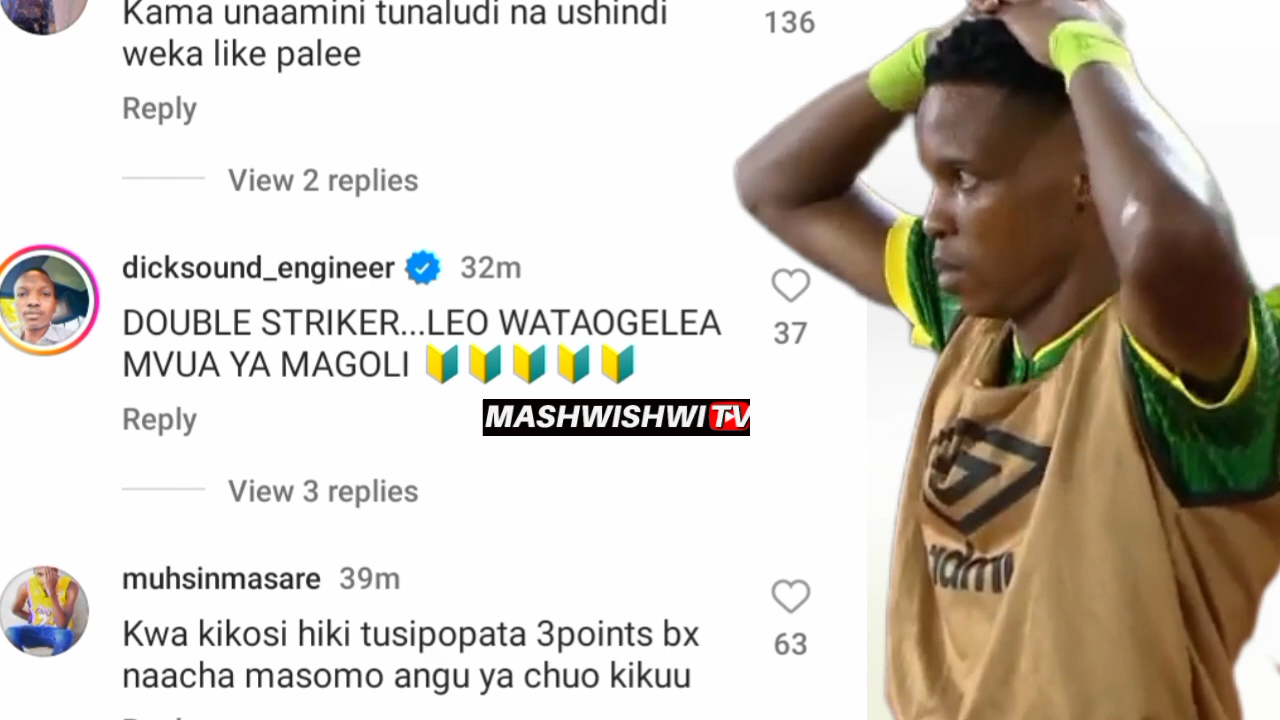 Kama unaamini tunaludi na ushindi
weka like palee
136
Reply
View 2 replies
dicksound_engineer 32m
DOUBLE STRIKER...LEO WATAOGELEA
MVUA YA MAGOLI 🔰🔰🔰🔰🔰
37
Reply
MASHWISHWI TV
View 3 replies
muhsinmasare 39m
Kwa kikosi hiki tusipopata 3points bx
naacha masomo angu ya chuo kikuu
63